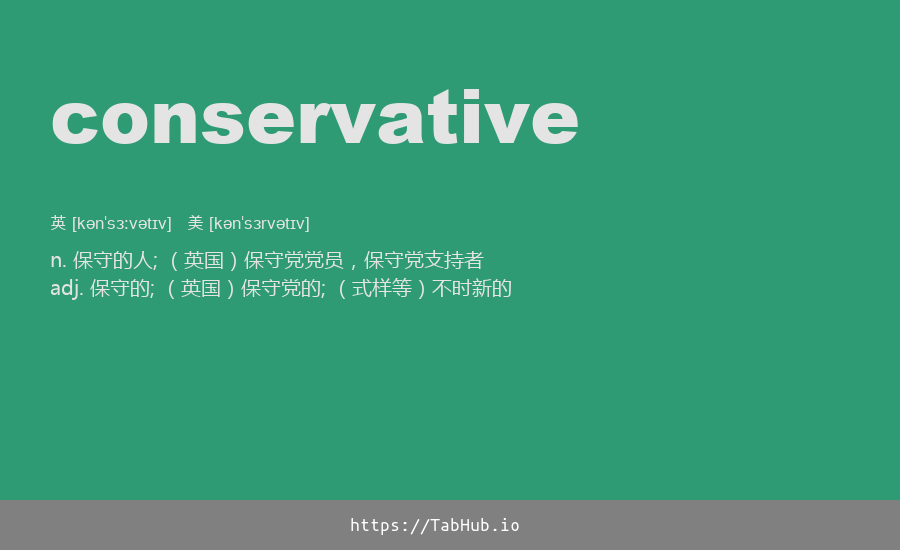 conservative
英 [kən'sɜːvətɪv] 美 [kən'sɜrvətɪv]
n. 保守的人; （英国）保守党党员，保守党支持者
adj. 保守的; （英国）保守党的; （式样等）不时新的
https://TabHub.io